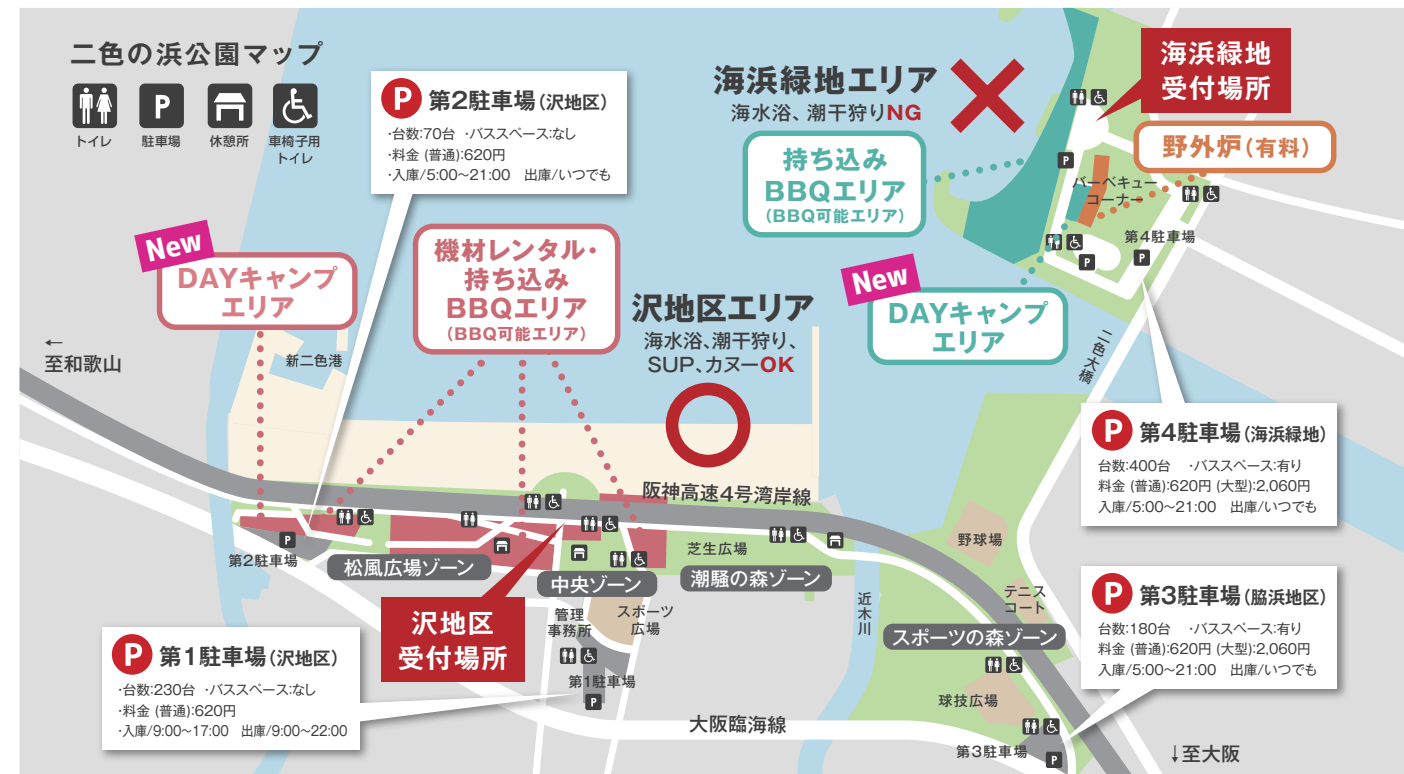 二色の浜公園マップ
トイレ
P
駐車場
休憩所
車椅子用
トイレ
P 第2駐車場(沢地区)
・台数:70台 ・バススペース:なし
・料金 (普通):620円
・入庫/5:00~21:00 出庫/いつでも
海浜緑地エリア
海水浴、潮干狩りNG
持ち込み
BBQエリア
(BBQ可能エリア)
海浜緑地
受付場所
野外炉(有料)
P
バーベキュー
コーナー
第4駐車場
P
P
New
DAYキャンプ
エリア
機材レンタル・
持ち込み
BBQエリア
(BBQ可能エリア)
沢地区エリア
海水浴、潮干狩り、
SUP、カヌーOK
New
DAYキャンプ
エリア
←
至和歌山
新二色港
二色大橋
P 第4駐車場(海浜緑地)
台数:400台 ・バススペース:有り
料金 (普通):620円 (大型):2,060円
入庫/5:00~21:00 出庫/いつでも
阪神高速4号湾岸線
P
第2駐車場
松風広場ゾーン
中央ゾーン
芝生広場
潮騒の森ゾーン
野球場
沢地区
受付場所
管理
事務所
スポーツ
広場
近木川
テニス
コート
スポーツの森ゾーン
P 第3駐車場(脇浜地区)
台数:180台 ・バススペース:有り
料金 (普通):620円 (大型):2,060円
入庫/5:00~21:00 出庫/いつでも
P 第1駐車場(沢地区)
・台数:230台 ・バススペース:なし
・料金 (普通):620円
・入庫/9:00~17:00 出庫/9:00~22:00
第1駐車場
P
大阪臨海線
球技広場
第3駐車場
P
↓至大阪